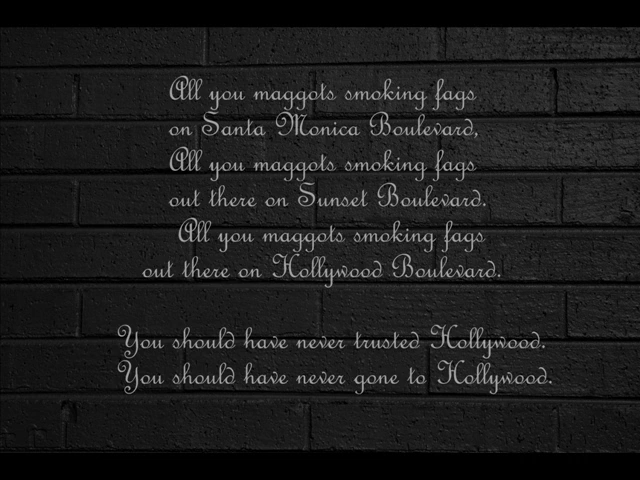 All you maggots smoking fags
on Santa Monica Boulevard,
All you maggots smoking fags
out there on Sunset Boulevard.
All you maggots smoking fags
out there on Hollywood Boulevard.
You should have never trusted Hollywood.
You should have never gone to Hollywood.